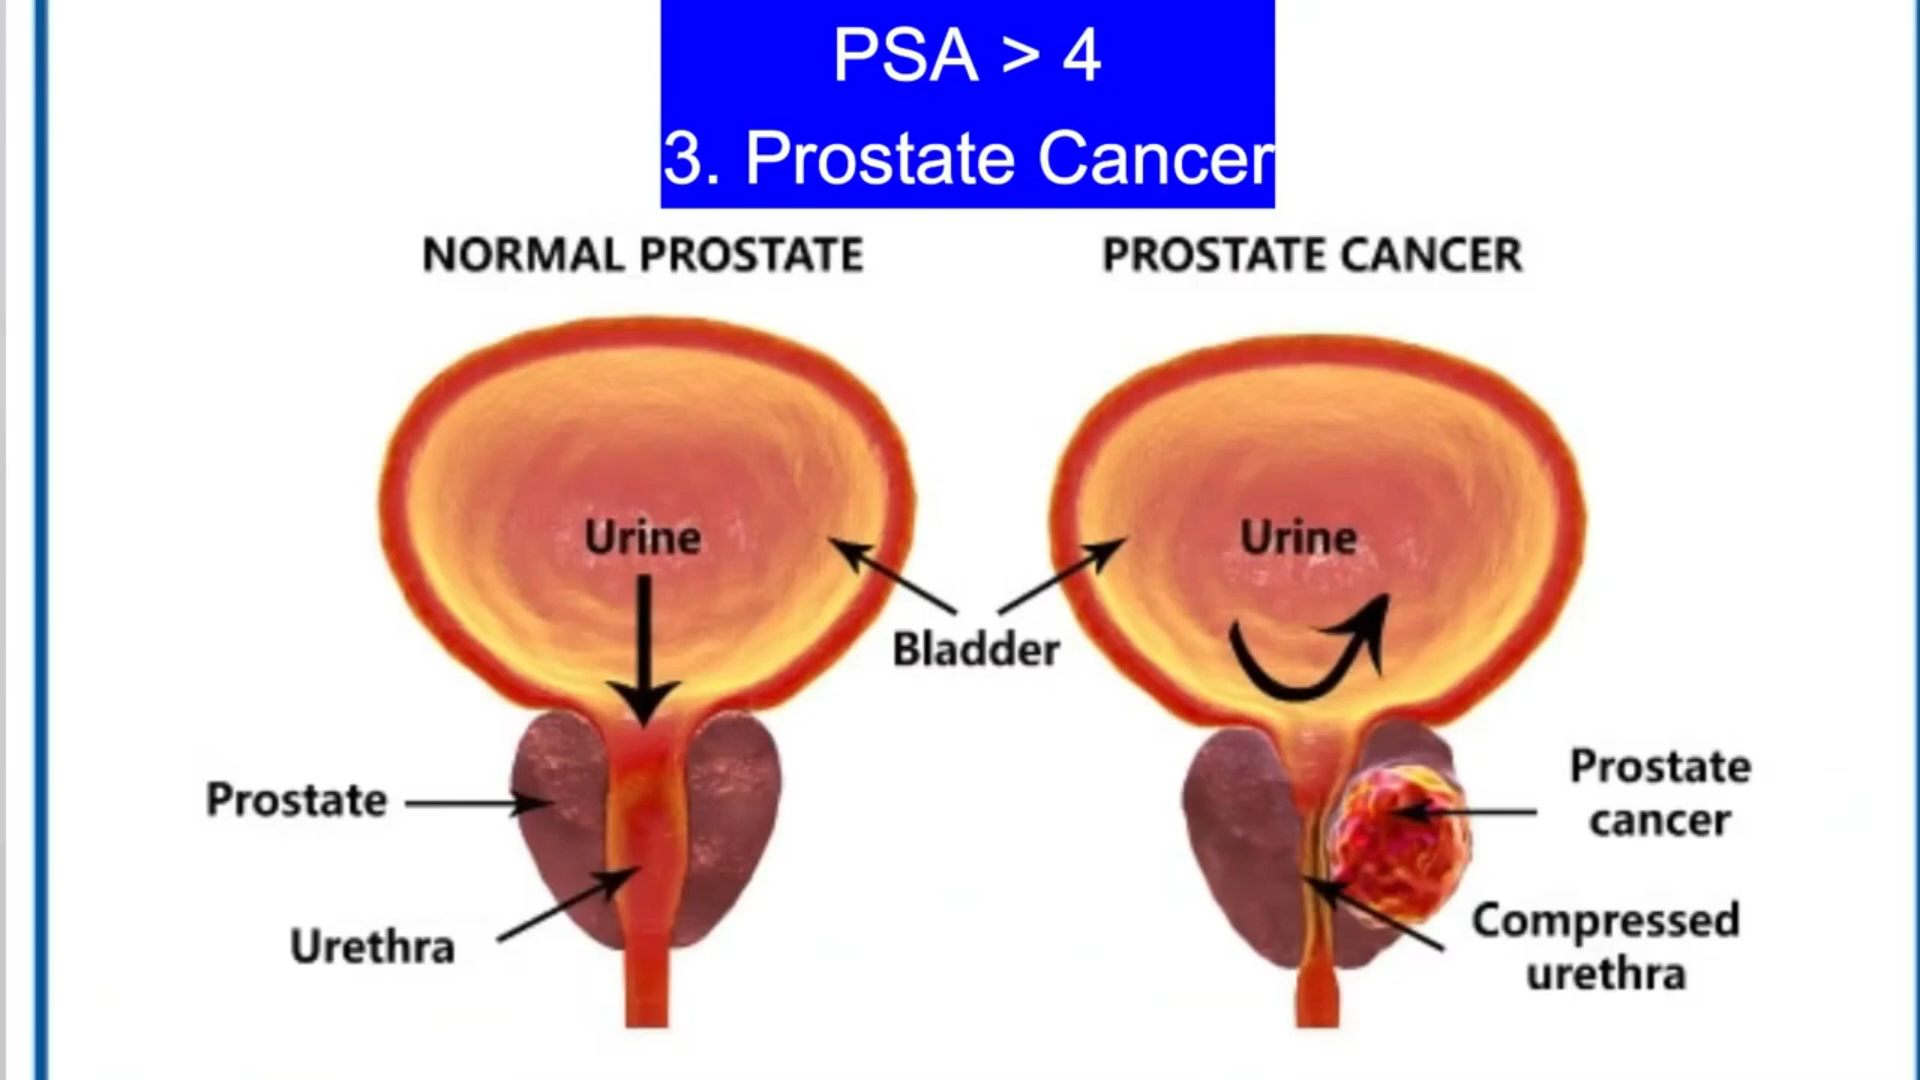 PSA > 4
3. Prostate Cancer
NORMAL PROSTATE
PROSTATE CANCER
Urine
Urine
Bladder
Prostate
Urethra
Prostate
cancer
Compressed
urethra